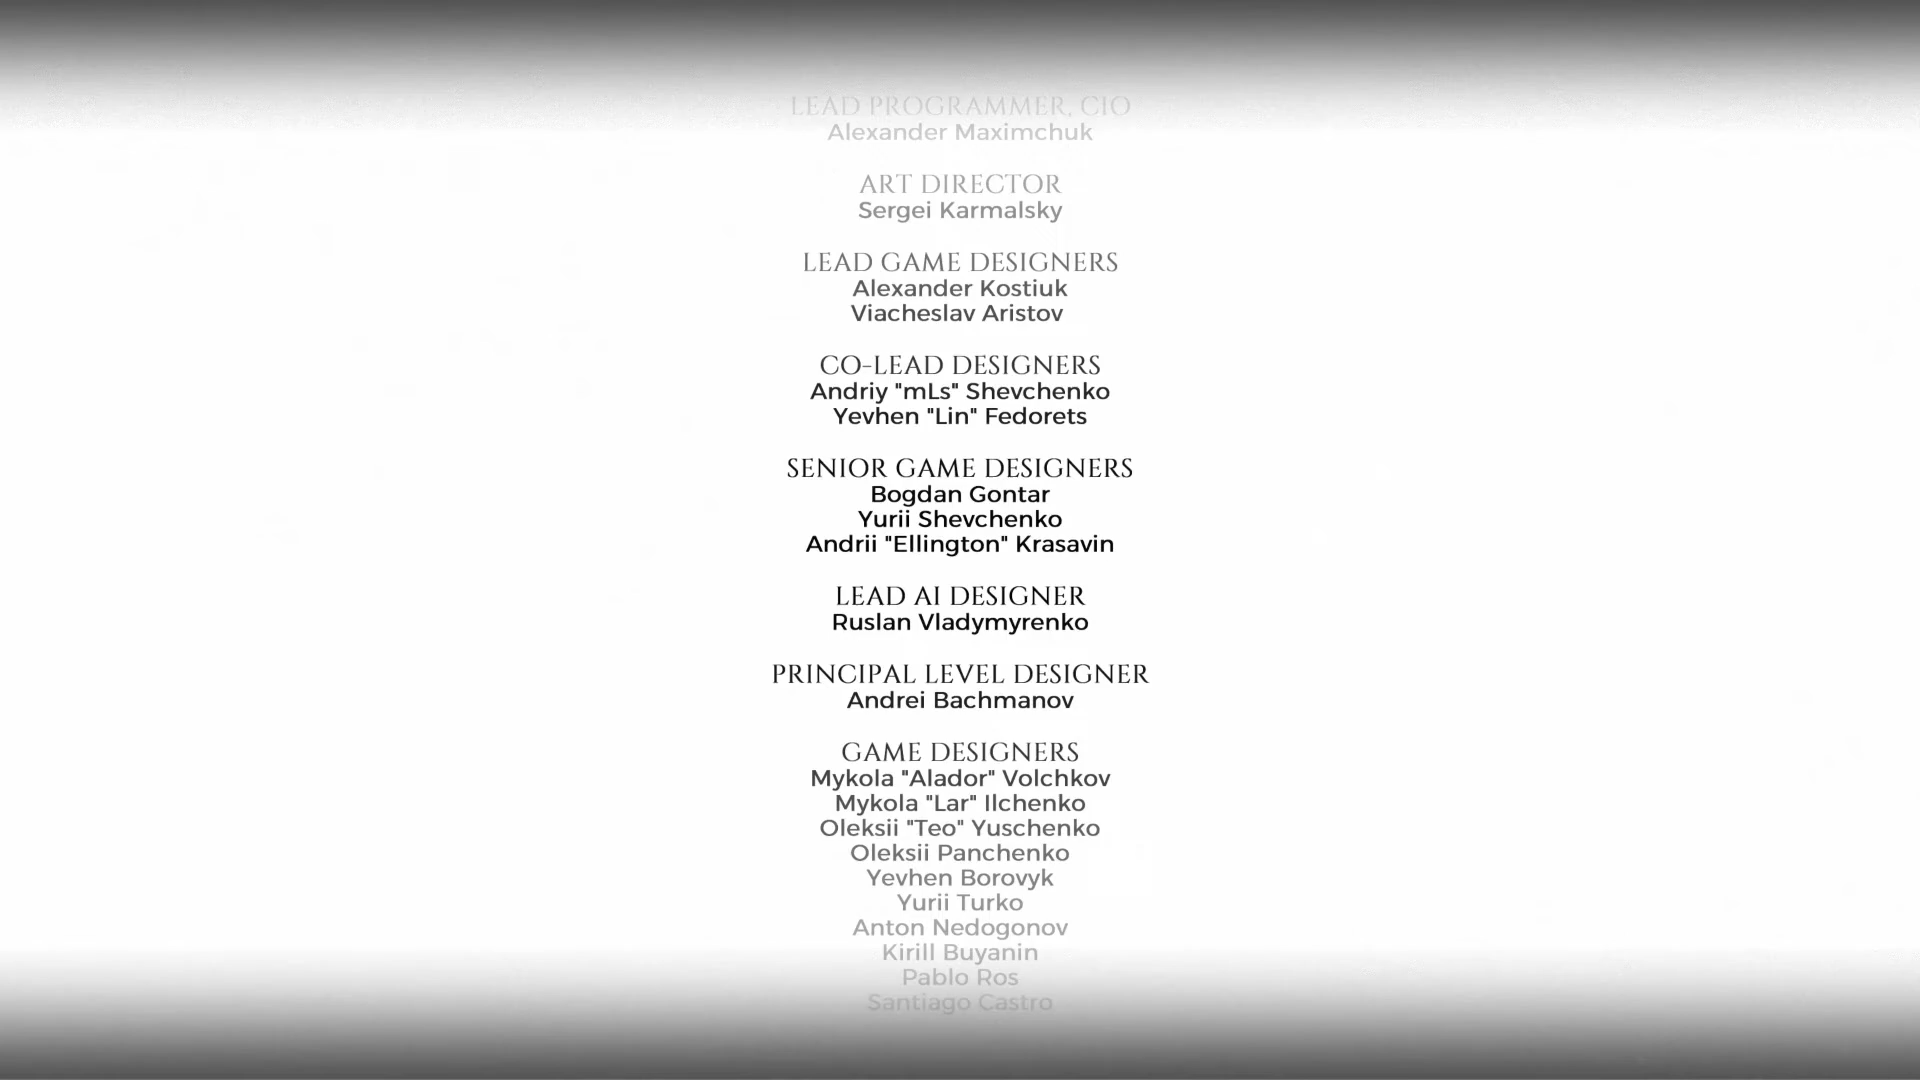 LEAD PROGRAMMER, CIO
Alexander Maximchuk
ART DIRECTOR
Sergei Karmalsky
LEAD GAME DESIGNERS
Alexander Kostiuk
Viacheslav Aristov
CO-LEAD DESIGNERS
Andriy "mLs" Shevchenko
Yevhen "Lin" Fedorets
SENIOR GAME DESIGNERS
Bogdan Gontar
Yurii Shevchenko
Andrii "Ellington" Krasavin
LEAD AI DESIGNER
Ruslan Vladymyrenko
PRINCIPAL LEVEL DESIGNER
Andrei Bachmanov
GAME DESIGNERS
Mykola "Alador" Volchkov
Mykola "Lar" Ilchenko
Oleksii "Teo" Yuschenko
Oleksii Panchenko
Yevhen Borovyk
Yurii Turko
Anton Nedogonov
Kirill Buyanin
Pablo Ros
Santiago Castro